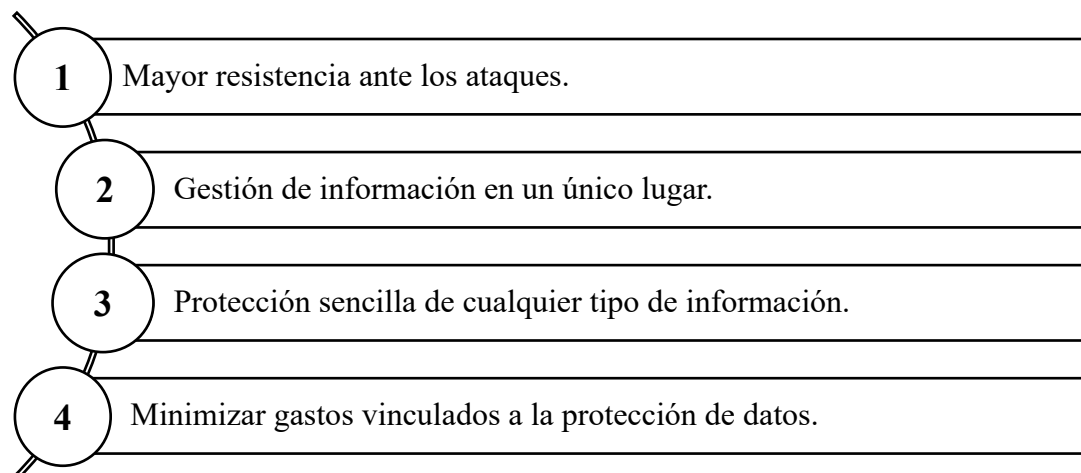 1 Mayor resistencia ante los ataques.
2 Gestión de información en un único lugar.
3 Protección sencilla de cualquier tipo de información.
4 Minimizar gastos vinculados a la protección de datos.